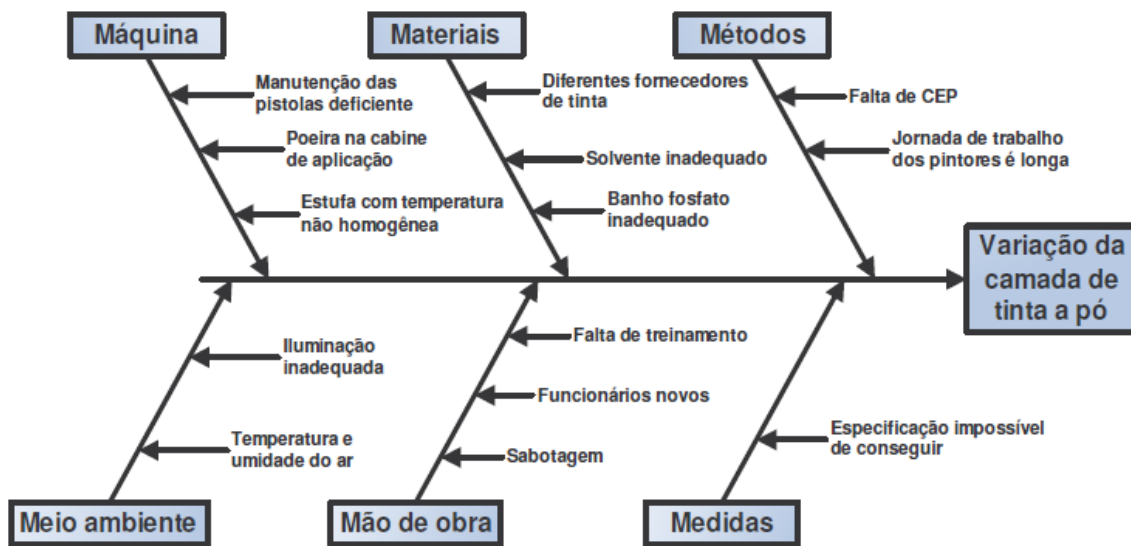 Máquina
Materiais
Métodos
Manutenção das
pistolas deficiente
Poeira na cabine
de aplicação
Estufa com temperatura
não homogênea
Diferentes fornecedores
de tinta
Solvente inadequado
Banho fosfato
inadequado
Falta de CEP
Jornada de trabalho
dos pintores é longa
Variação da
camada de
tinta a pó
Iluminação
inadequada
Temperatura e
umidade do ar
Falta de treinamento
Funcionários novos
Sabotagem
Especificação impossível
de conseguir
Meio ambiente
Mão de obra
Medidas